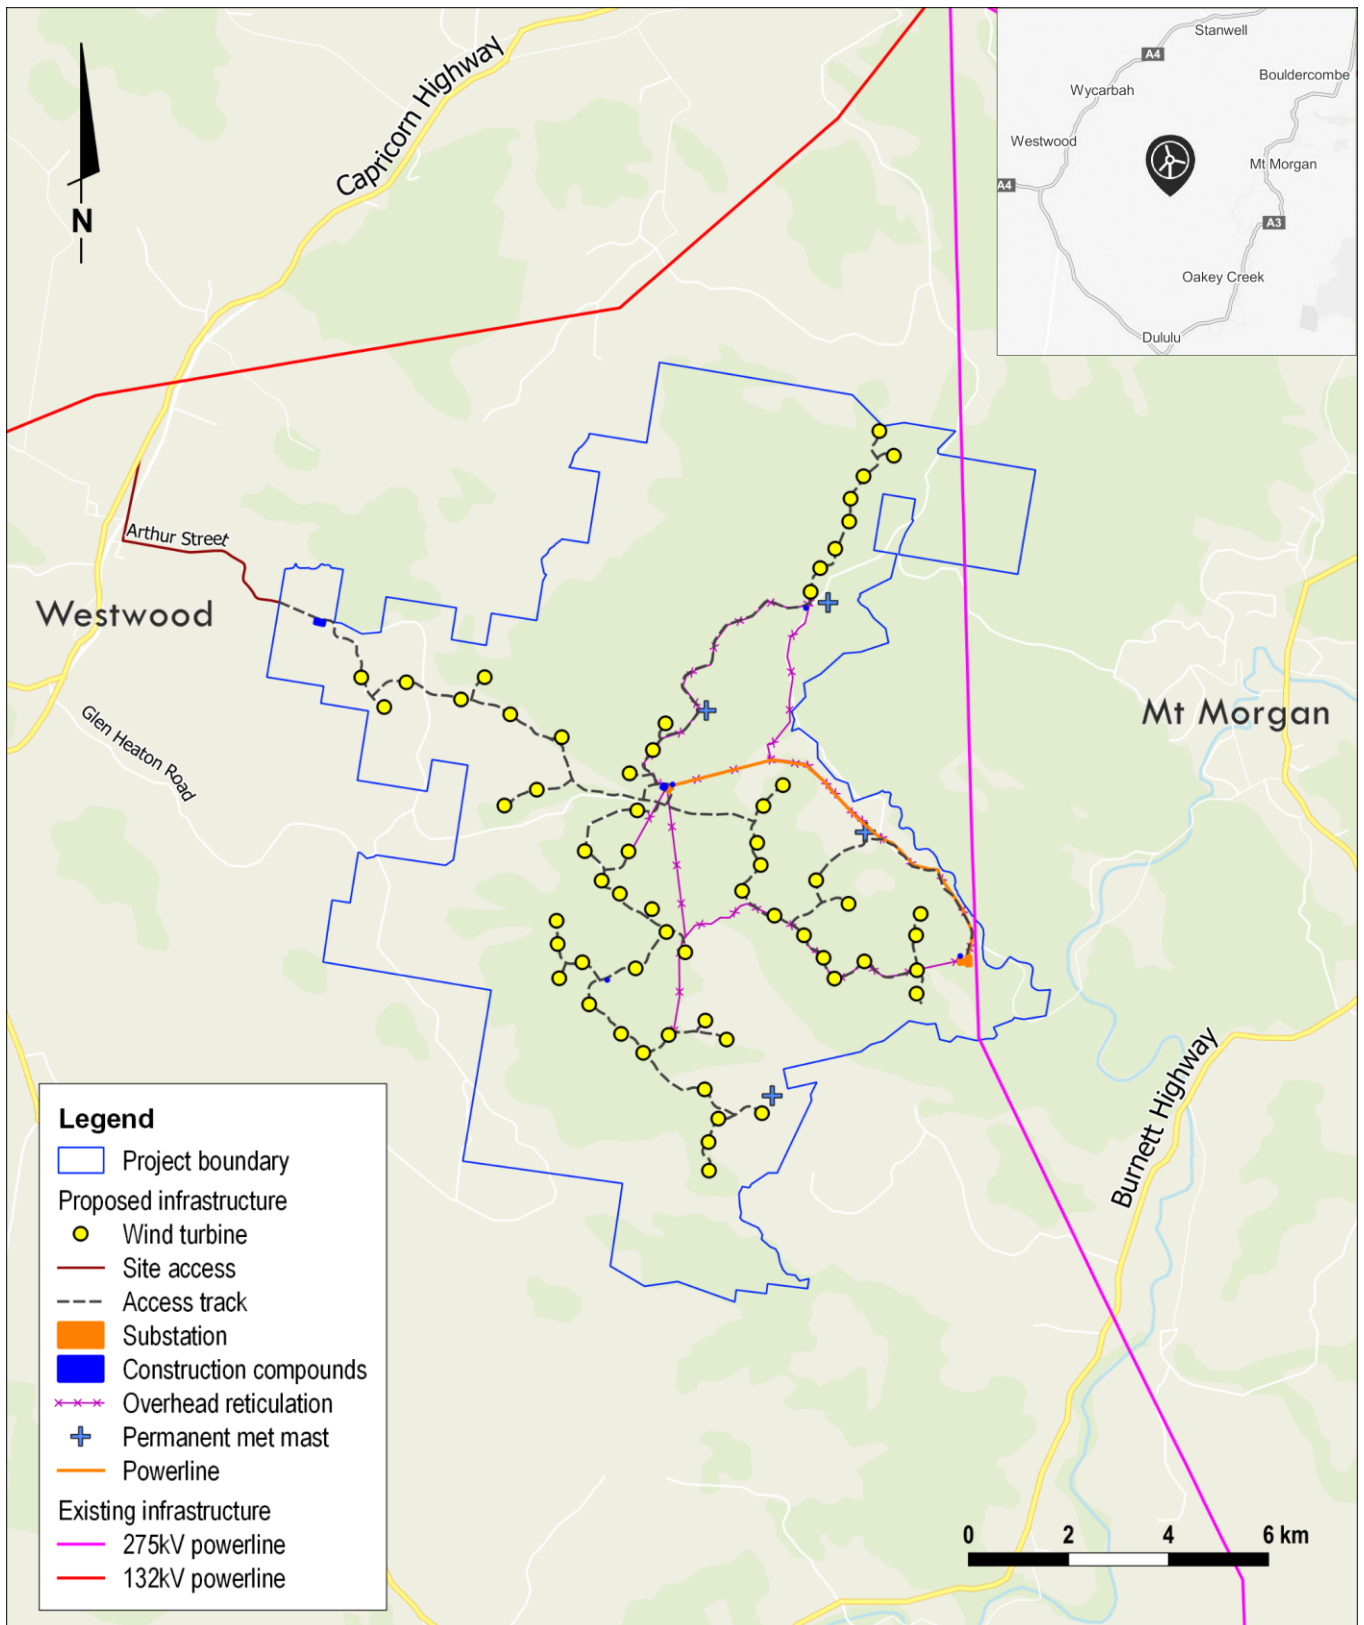 Capricorn Highway
N
Stanwell
A4
Bouldercombe
Wycarbah
Westwood
Mt Morgan
A4
A3
Oakey Creek
Dululu
Arthur Street
Westwood
Glen Heaton Road
Mt Morgan
Burnett Highway
Legend
Project boundary
Proposed infrastructure
Wind turbine
Site access
Access track
Substation
Construction compounds
Overhead reticulation
Permanent met mast
Powerline
Existing infrastructure
275kV powerline
132kV powerline
0 2 4 6 km